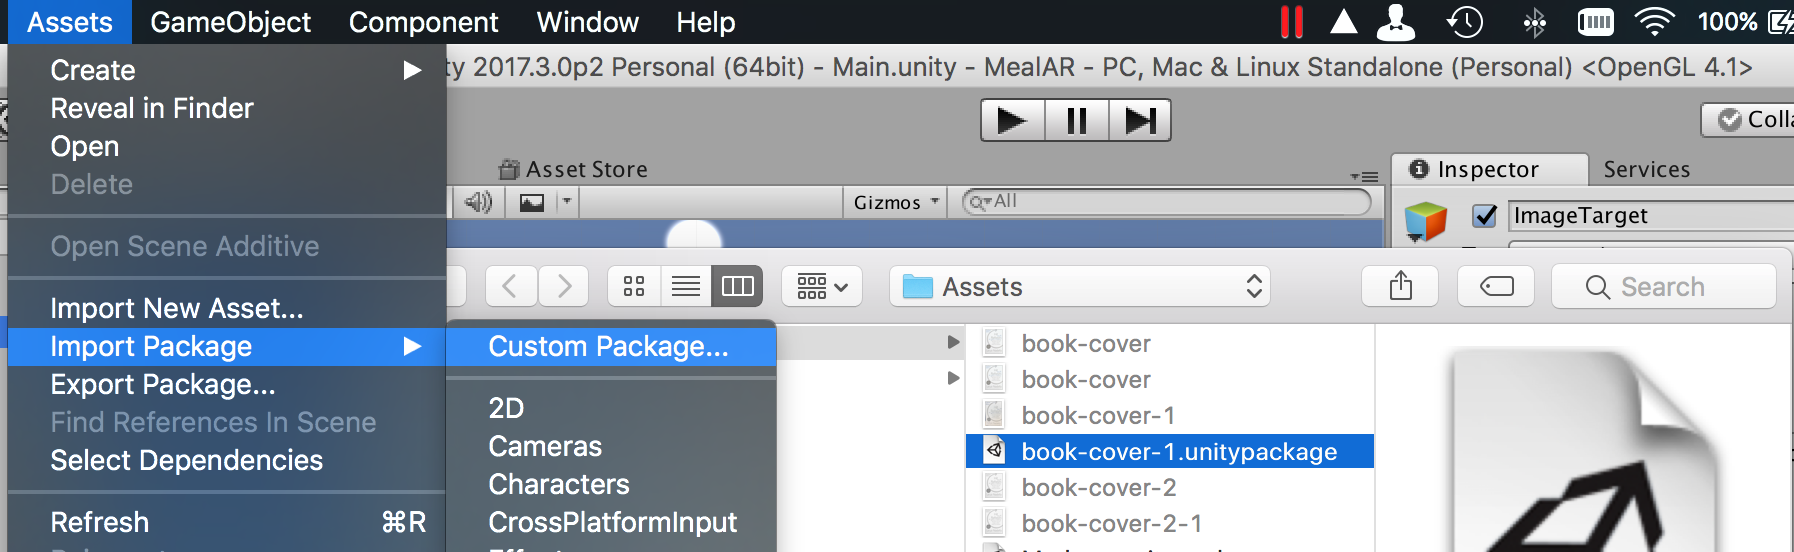 Assets GameObject Component Window Help 100%
ty 2017.3.0p2 Personal (64bit) - Main.unity - MealAR - PC, Mac & Linux Standalone (Personal) <OpenGL 4.1>
Create
Reveal in Finder
Open
Delete
Open Scene Additive
Import New Asset...
Import Package
Export Package...
Find References In Scene
Select Dependencies
Refresh ⌘R
Custom Package...
2D
Cameras
Characters
CrossPlatformInput
Colla
Asset Store
Inspector Services
Gizmos All
ImageTarget
Assets Search
book-cover
book-cover
book-cover-1
book-cover-1.unitypackage
book-cover-2
book-cover-2-1